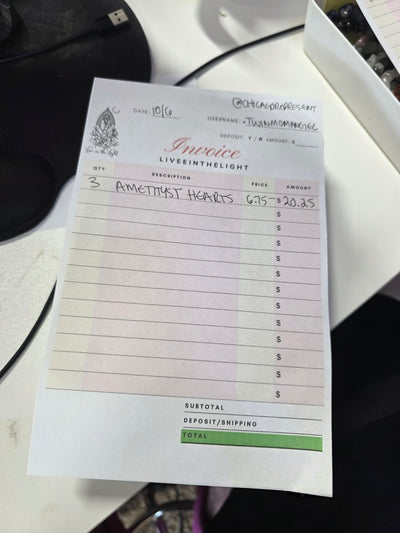 @CHICAGOREPRESENT
DATE: 10/6
USERNAME:
DEPOSIT: Y / N AMOUNT: $
Invoice
LIVEEINTHELIGHT
QTY DESCRIPTION PRICE AMOUNT
3 AMETHYST HEARTS 6.75 $20.25
$
$
$
$
$
$
$
$
$
$
$
$
SUBTOTAL
DEPOSIT/SHIPPING
TOTAL